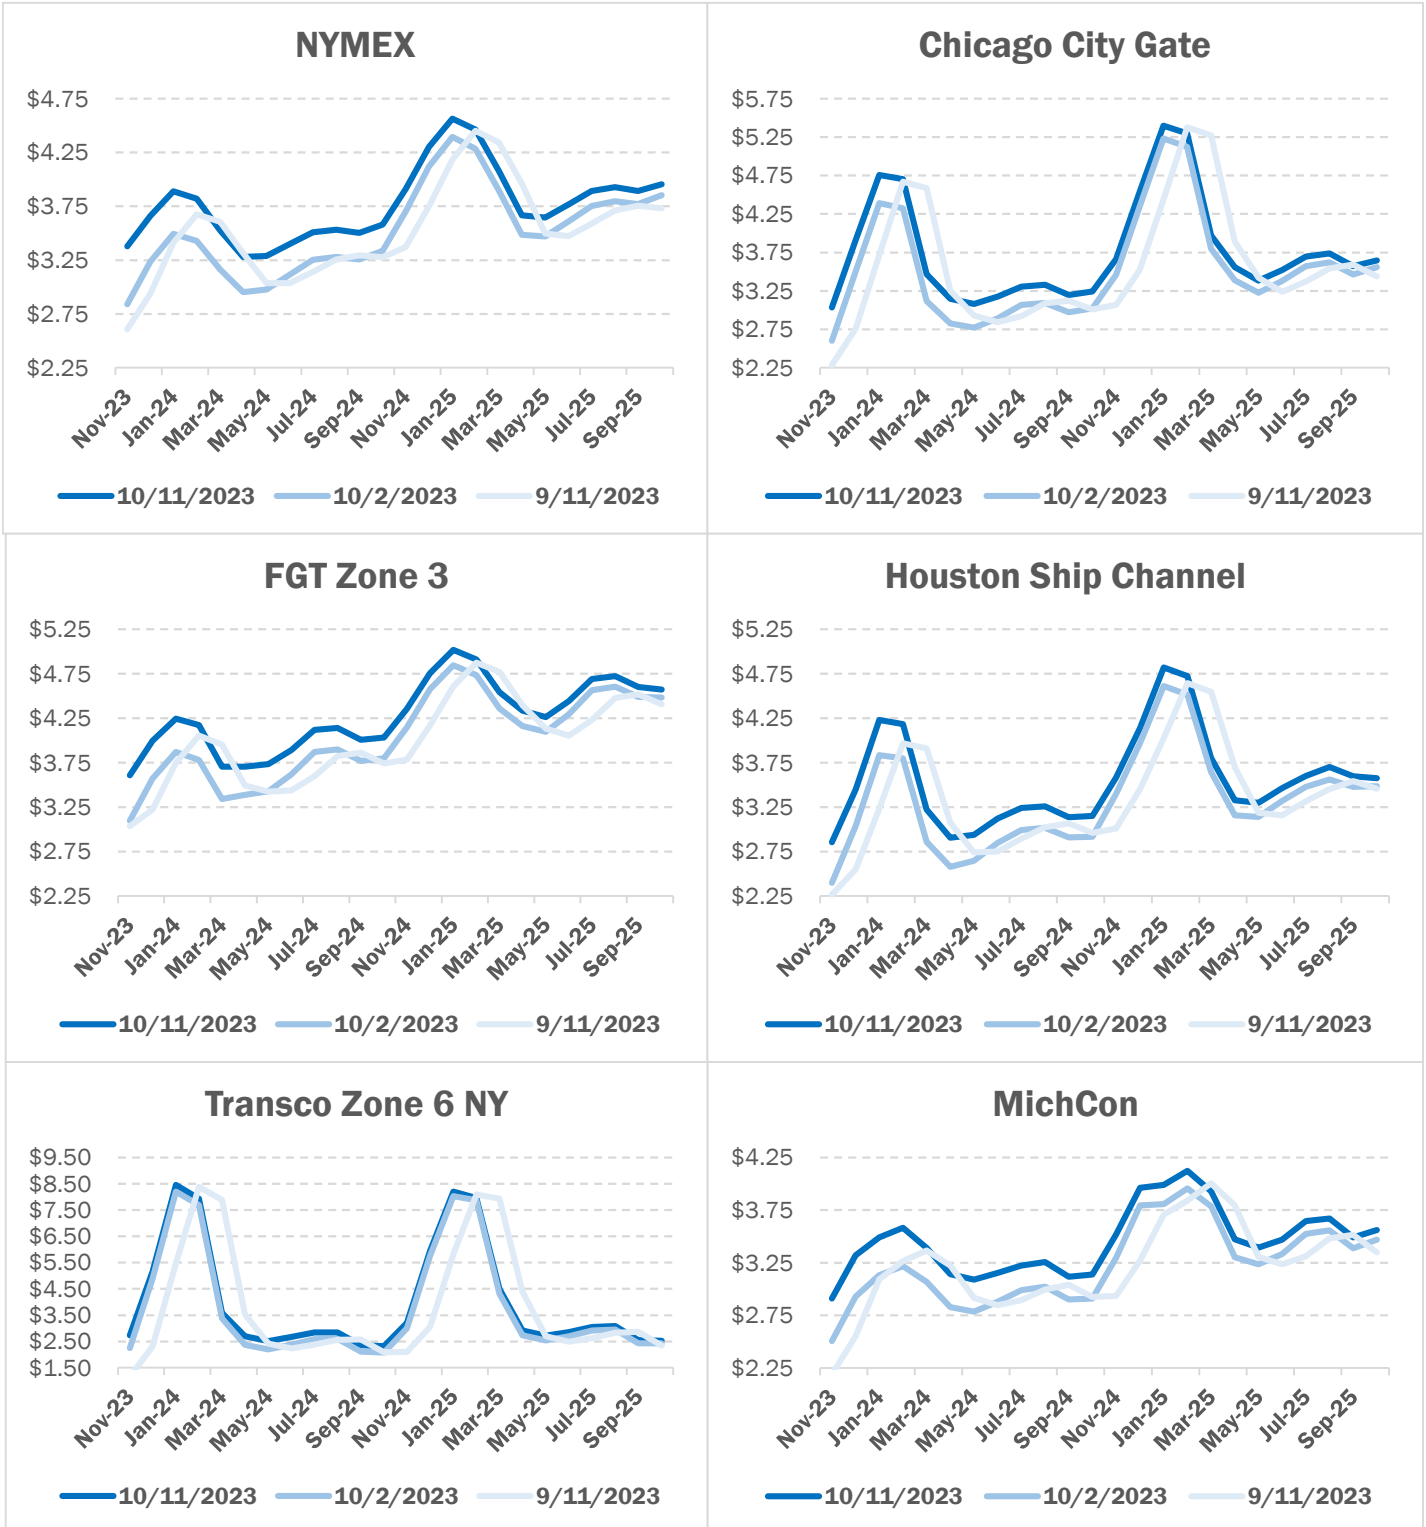 NYMEX
$4.75
$4.25
$3.75
$3.25
$2.75
$2.25
Nov-23 Jan-24 Mar-24 May-24 Jul-24 Sep-24 Nov-24 Jan-25 Mar-25 May-25 Jul-25 Sep-25
10/11/2023 10/2/2023 9/11/2023
Chicago City Gate
$5.75
$5.25
$4.75
$4.25
$3.75
$3.25
$2.75
$2.25
Nov-23 Jan-24 Mar-24 May-24 Jul-24 Sep-24 Nov-24 Jan-25 Mar-25 May-25 Jul-25 Sep-25
10/11/2023 10/2/2023 9/11/2023
FGT Zone 3
$5.25
$4.75
$4.25
$3.75
$3.25
$2.75
$2.25
Nov-23 Jan-24 Mar-24 May-24 Jul-24 Sep-24 Nov-24 Jan-25 Mar-25 May-25 Jul-25 Sep-25
10/11/2023 10/2/2023 9/11/2023
Houston Ship Channel
$5.25
$4.75
$4.25
$3.75
$3.25
$2.75
$2.25
Nov-23 Jan-24 Mar-24 May-24 Jul-24 Sep-24 Nov-24 Jan-25 Mar-25 May-25 Jul-25 Sep-25
10/11/2023 10/2/2023 9/11/2023
Transco Zone 6 NY
$9.50
$8.50
$7.50
$6.50
$5.50
$4.50
$3.50
$2.50
$1.50
Nov-23 Jan-24 Mar-24 May-24 Jul-24 Sep-24 Nov-24 Jan-25 Mar-25 May-25 Jul-25 Sep-25
10/11/2023 10/2/2023 9/11/2023
MichCon
$4.25
$3.75
$3.25
$2.75
$2.25
Nov-23 Jan-24 Mar-24 May-24 Jul-24 Sep-24 Nov-24 Jan-25 Mar-25 May-25 Jul-25 Sep-25
10/11/2023 10/2/2023 9/11/2023